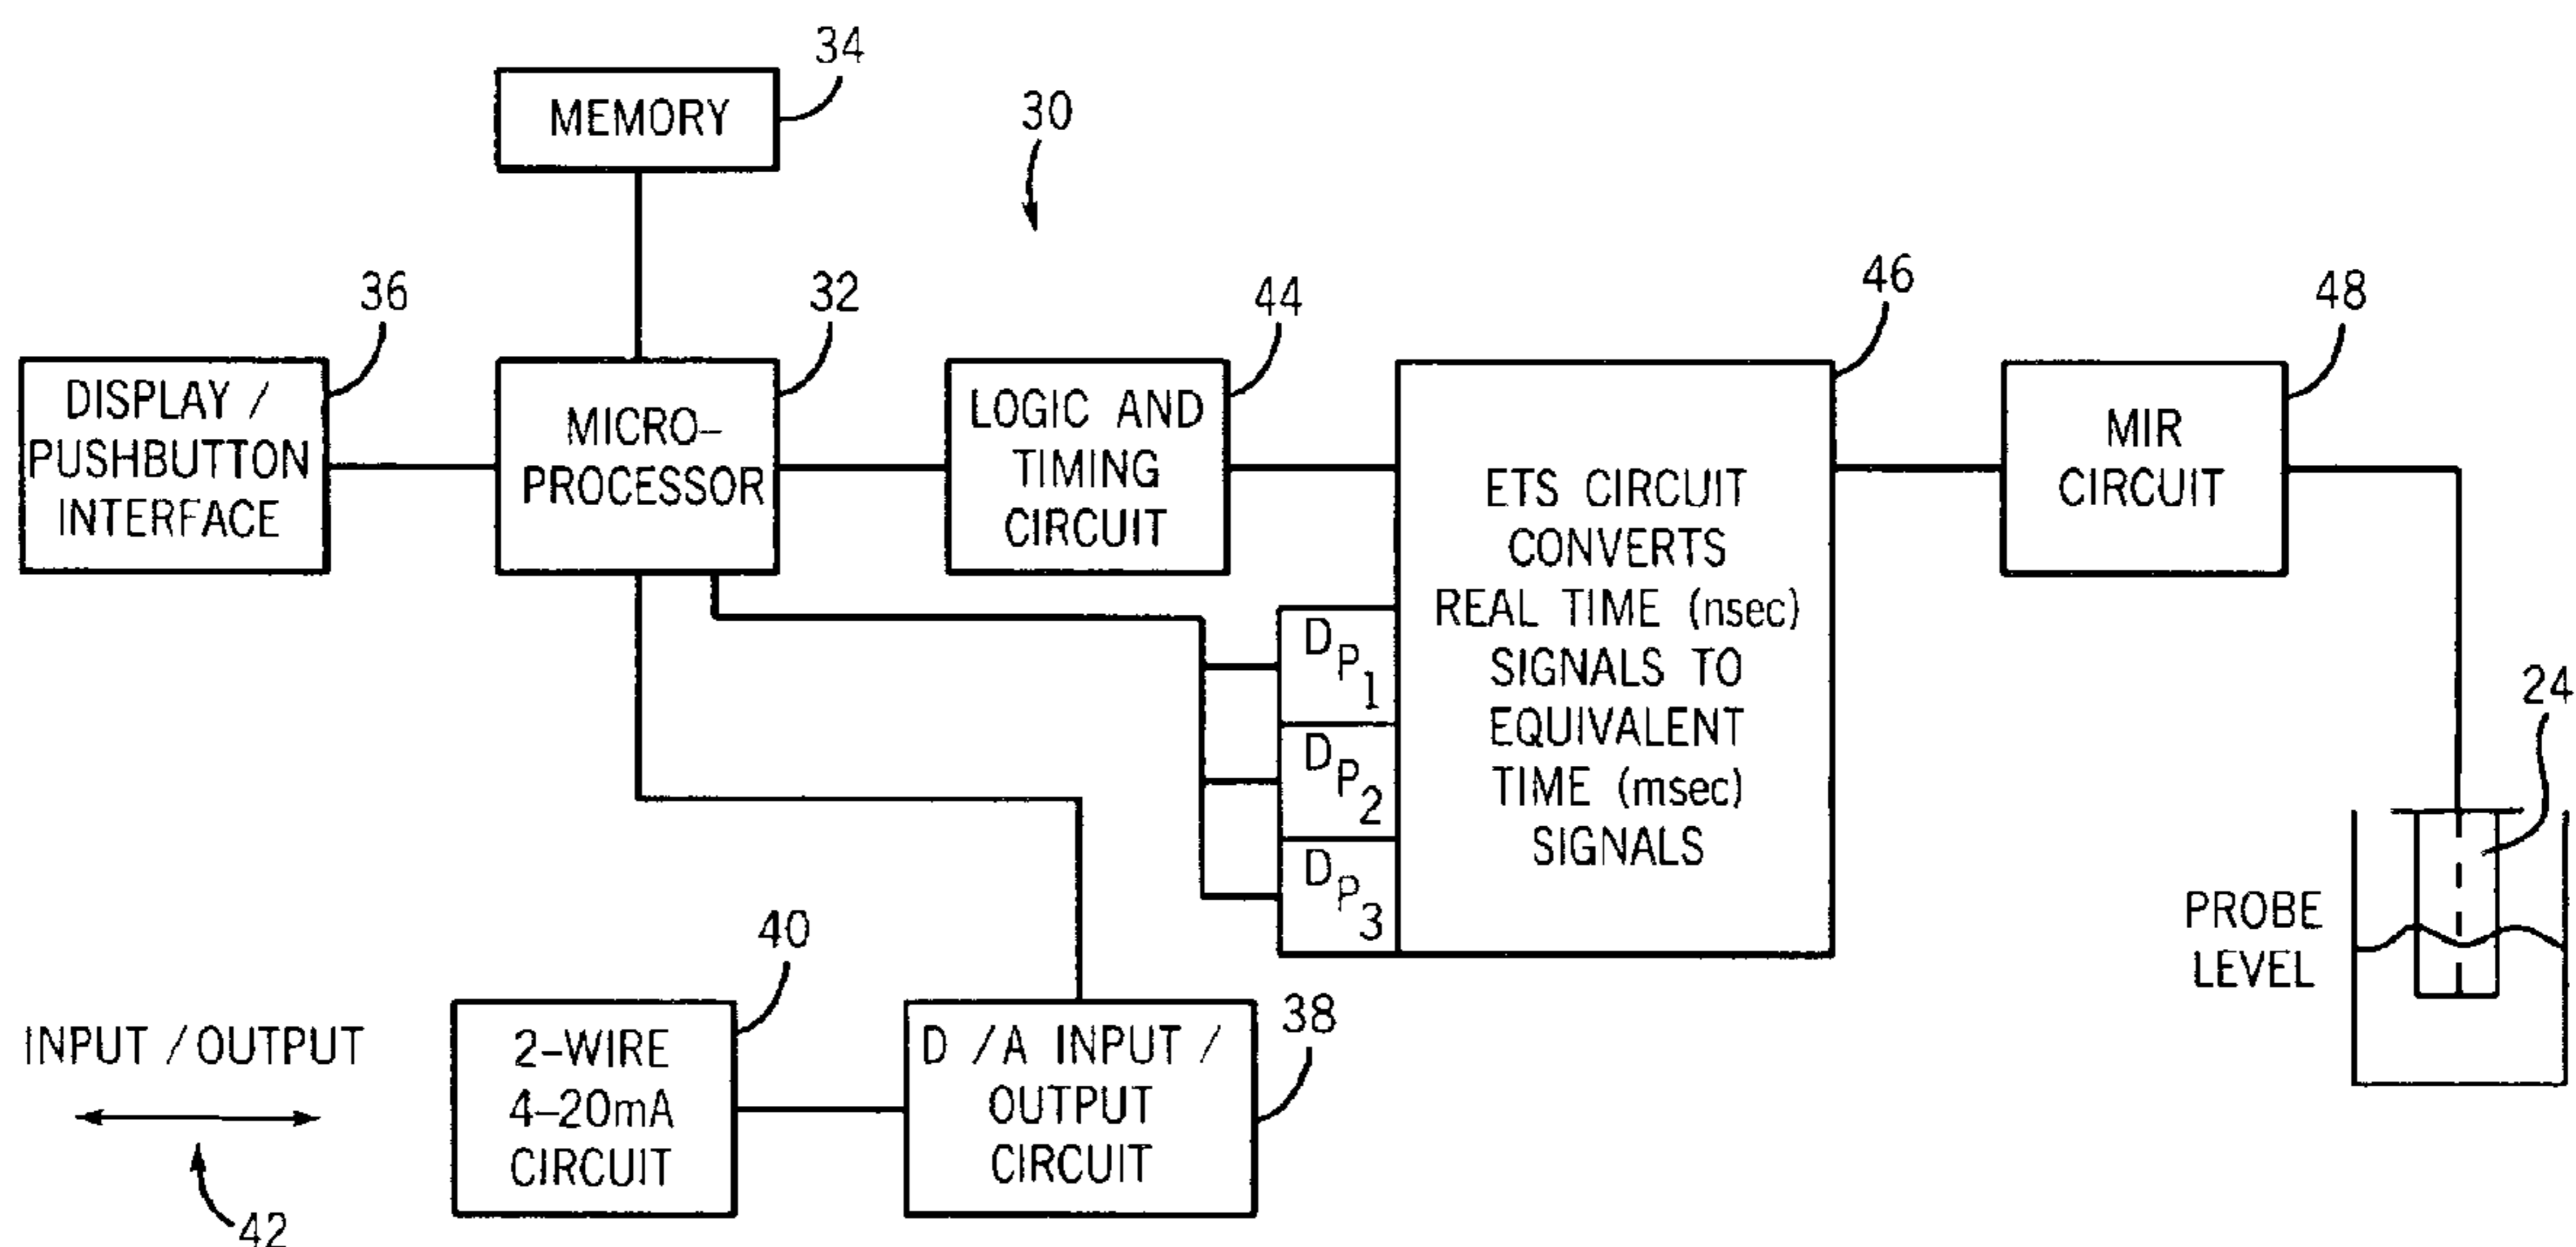 34
MEMORY
30
36
32
44
46
48
DISPLAY /
PUSHBUTTON
INTERFACE
MICRO–
PROCESSOR
LOGIC AND
TIMING
CIRCUIT
ETS CIRCUIT
CONVERTS
REAL TIME (nsec)
SIGNALS TO
EQUIVALENT
TIME (msec)
SIGNALS
MIR
CIRCUIT
DP1
DP2
DP3
24
PROBE
LEVEL
40
38
INPUT / OUTPUT
42
2–WIRE
4–20mA
CIRCUIT
D /A INPUT /
OUTPUT
CIRCUIT